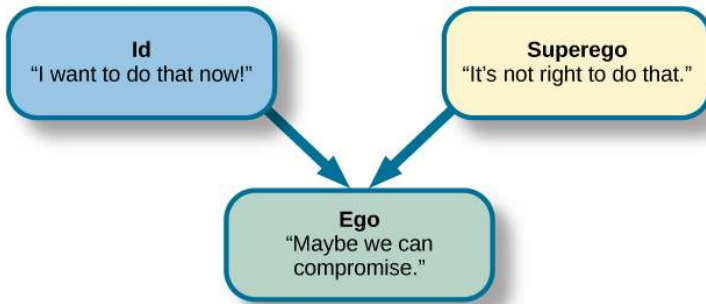 Id
“I want to do that now!”
Superego
“It’s not right to do that.”
Ego
“Maybe we can
compromise.”